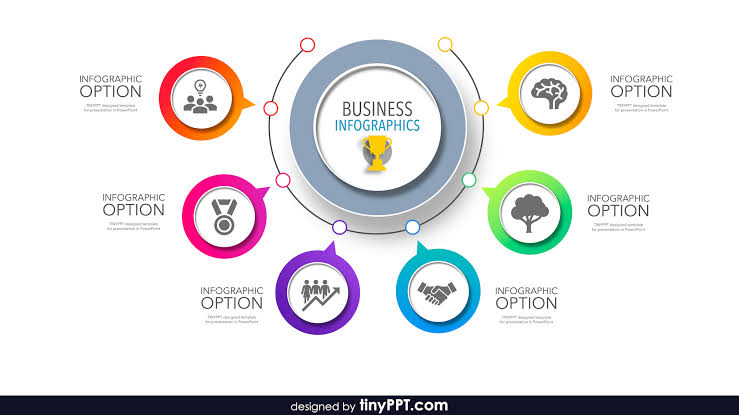 BUSINESS
INFOGRAPHICS
INFOGRAPHIC
OPTION
TINYPPT designed template
for presentation in PowerPoint
INFOGRAPHIC
OPTION
TINYPPT designed template
for presentation in PowerPoint
INFOGRAPHIC
OPTION
TINYPPT designed template
for presentation in PowerPoint
INFOGRAPHIC
OPTION
TINYPPT designed template
for presentation in PowerPoint
INFOGRAPHIC
OPTION
TINYPPT designed template
for presentation in PowerPoint
INFOGRAPHIC
OPTION
TINYPPT designed template
for presentation in PowerPoint
designed by tinyPPT.com